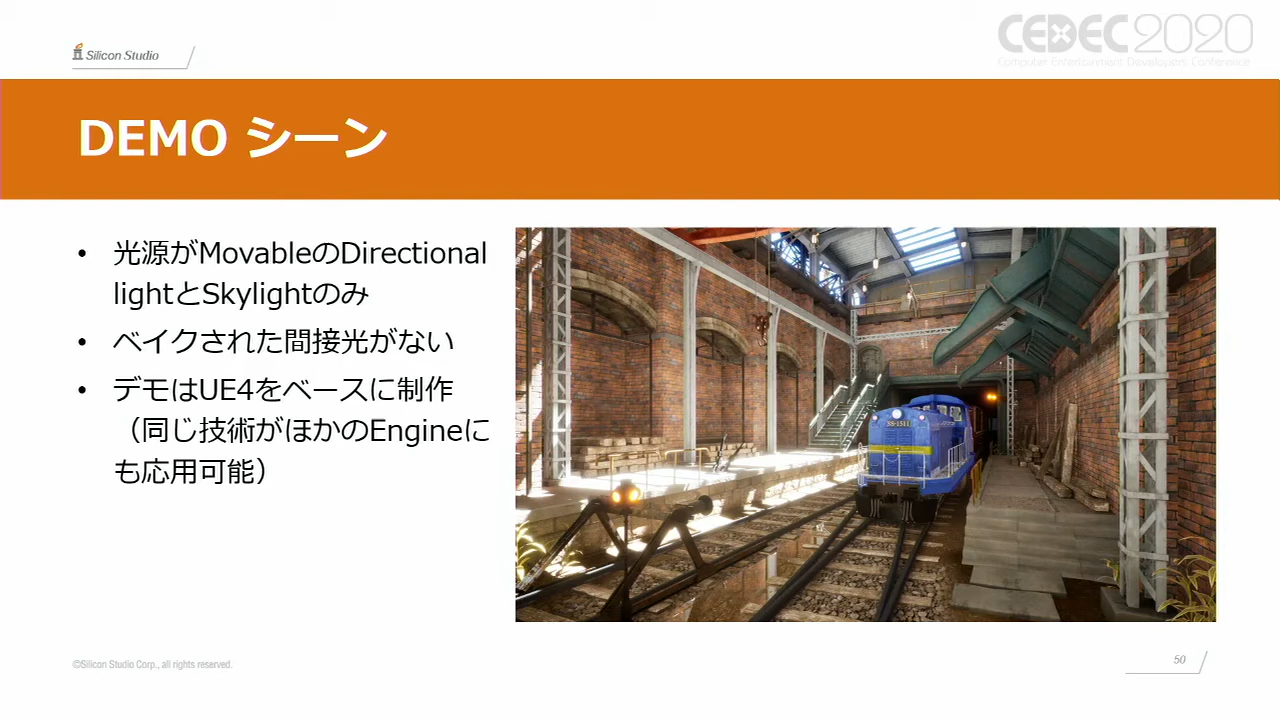 Silicon Studio
CEDEC2020
Computer Entertainment Developers Conference
DEMO シーン
• 光源がMovableのDirectional
lightとSkylightのみ
• ベイクされた間接光がない
• デモはUE4をベースに制作
（同じ技術がほかのEngineに
も応用可能）
©Silicon Studio Corp., all rights reserved.
50